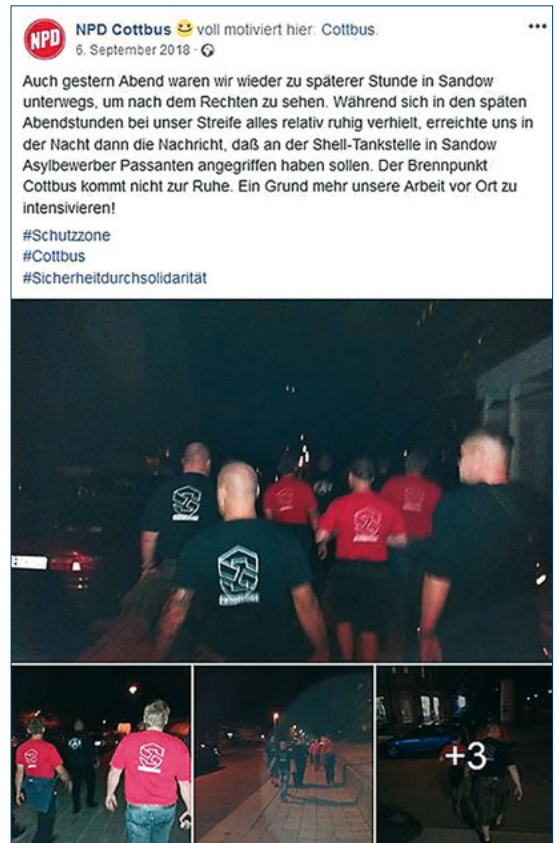 NPD
NPD Cottbus 😄 voll motiviert hier: Cottbus.
6. September 2018 ·
Auch gestern Abend waren wir wieder zu späterer Stunde in Sandow
unterwegs, um nach dem Rechten zu sehen. Während sich in den späten
Abendstunden bei unser Streife alles relativ ruhig verhielt, erreichte uns in
der Nacht dann die Nachricht, daß an der Shell-Tankstelle in Sandow
Asylbewerber Passanten angegriffen haben sollen. Der Brennpunkt
Cottbus kommt nicht zur Ruhe. Ein Grund mehr unsere Arbeit vor Ort zu
intensivieren!
#Schutzzone
#Cottbus
#Sicherheitdurchsolidarität
+3